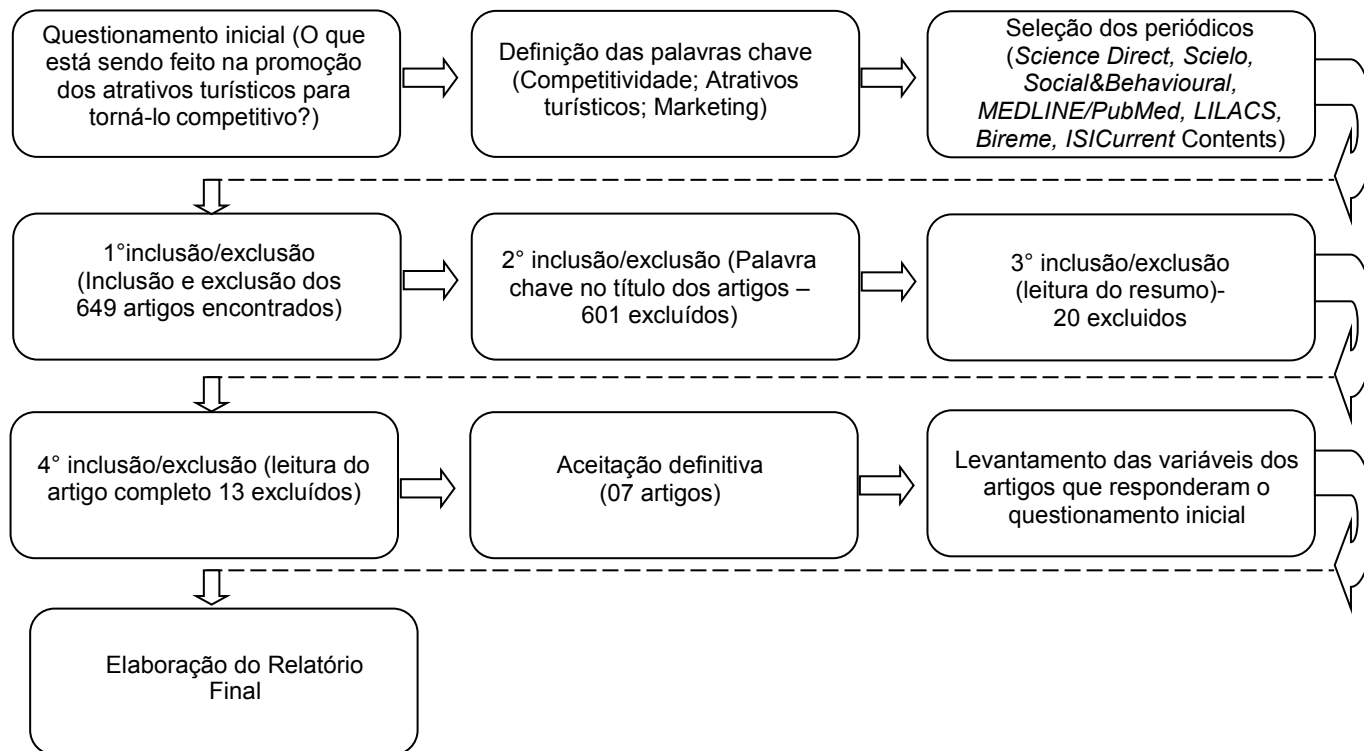 Questionamento inicial (O que
está sendo feito na promoção
dos atrativos turísticos para
torná-lo competitivo?)
Definição das palavras chave
(Competitividade; Atrativos
turísticos; Marketing)
Seleção dos periódicos
(Science Direct, Scielo,
Social&Behavioural,
MEDLINE/PubMed, LILACS,
Bireme, ISICurrent Contents)
1°inclusão/exclusão
(Inclusão e exclusão dos
649 artigos encontrados)
2° inclusão/exclusão (Palavra
chave no título dos artigos –
601 excluídos)
3° inclusão/exclusão
(leitura do resumo)-
20 excluidos
4° inclusão/exclusão (leitura do
artigo completo 13 excluídos)
Aceitação definitiva
(07 artigos)
Levantamento das variáveis dos
artigos que responderam o
questionamento inicial
Elaboração do Relatório
Final